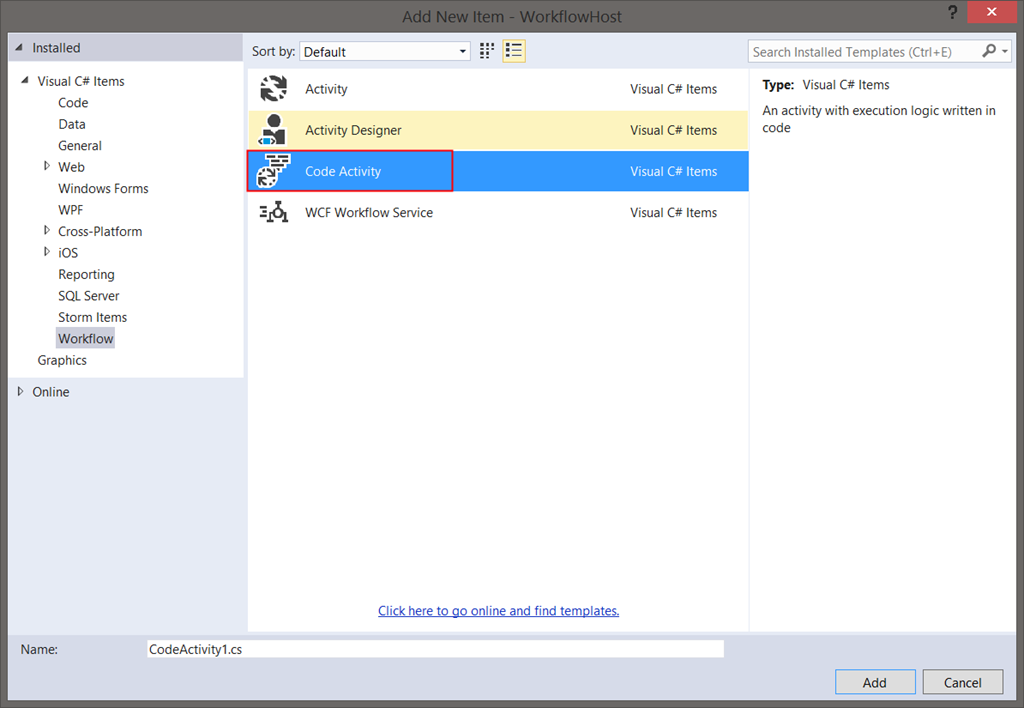 Add New Item - WorkflowHost
?
Installed
Visual C# Items
Code
Data
General
Web
Windows Forms
WPF
Cross-Platform
iOS
Reporting
SQL Server
Storm Items
Workflow
Graphics
Online
Sort by: Default
Search Installed Templates (Ctrl+E)
Activity Visual C# Items
Activity Designer Visual C# Items
Code Activity Visual C# Items
WCF Workflow Service Visual C# Items
Click here to go online and find templates.
Type: Visual C# Items
An activity with execution logic written in
code
Name: CodeActivity1.cs
Add Cancel